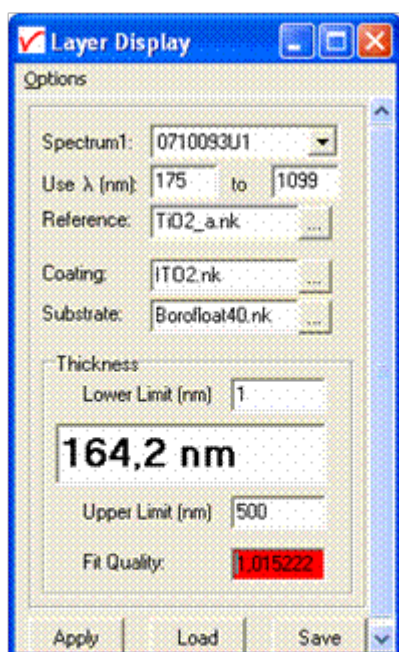 Layer Display
Options
Spectrum1: 0710093U1
Use λ (nm): 175 to 1099
Reference: TiO2_a.nk ...
Coating: ITO2.nk ...
Substrate: Borofloat40.nk ...
Thickness
Lower Limit (nm) 1
164,2 nm
Upper Limit (nm) 500
Fit Quality: 1,015222
Apply Load Save